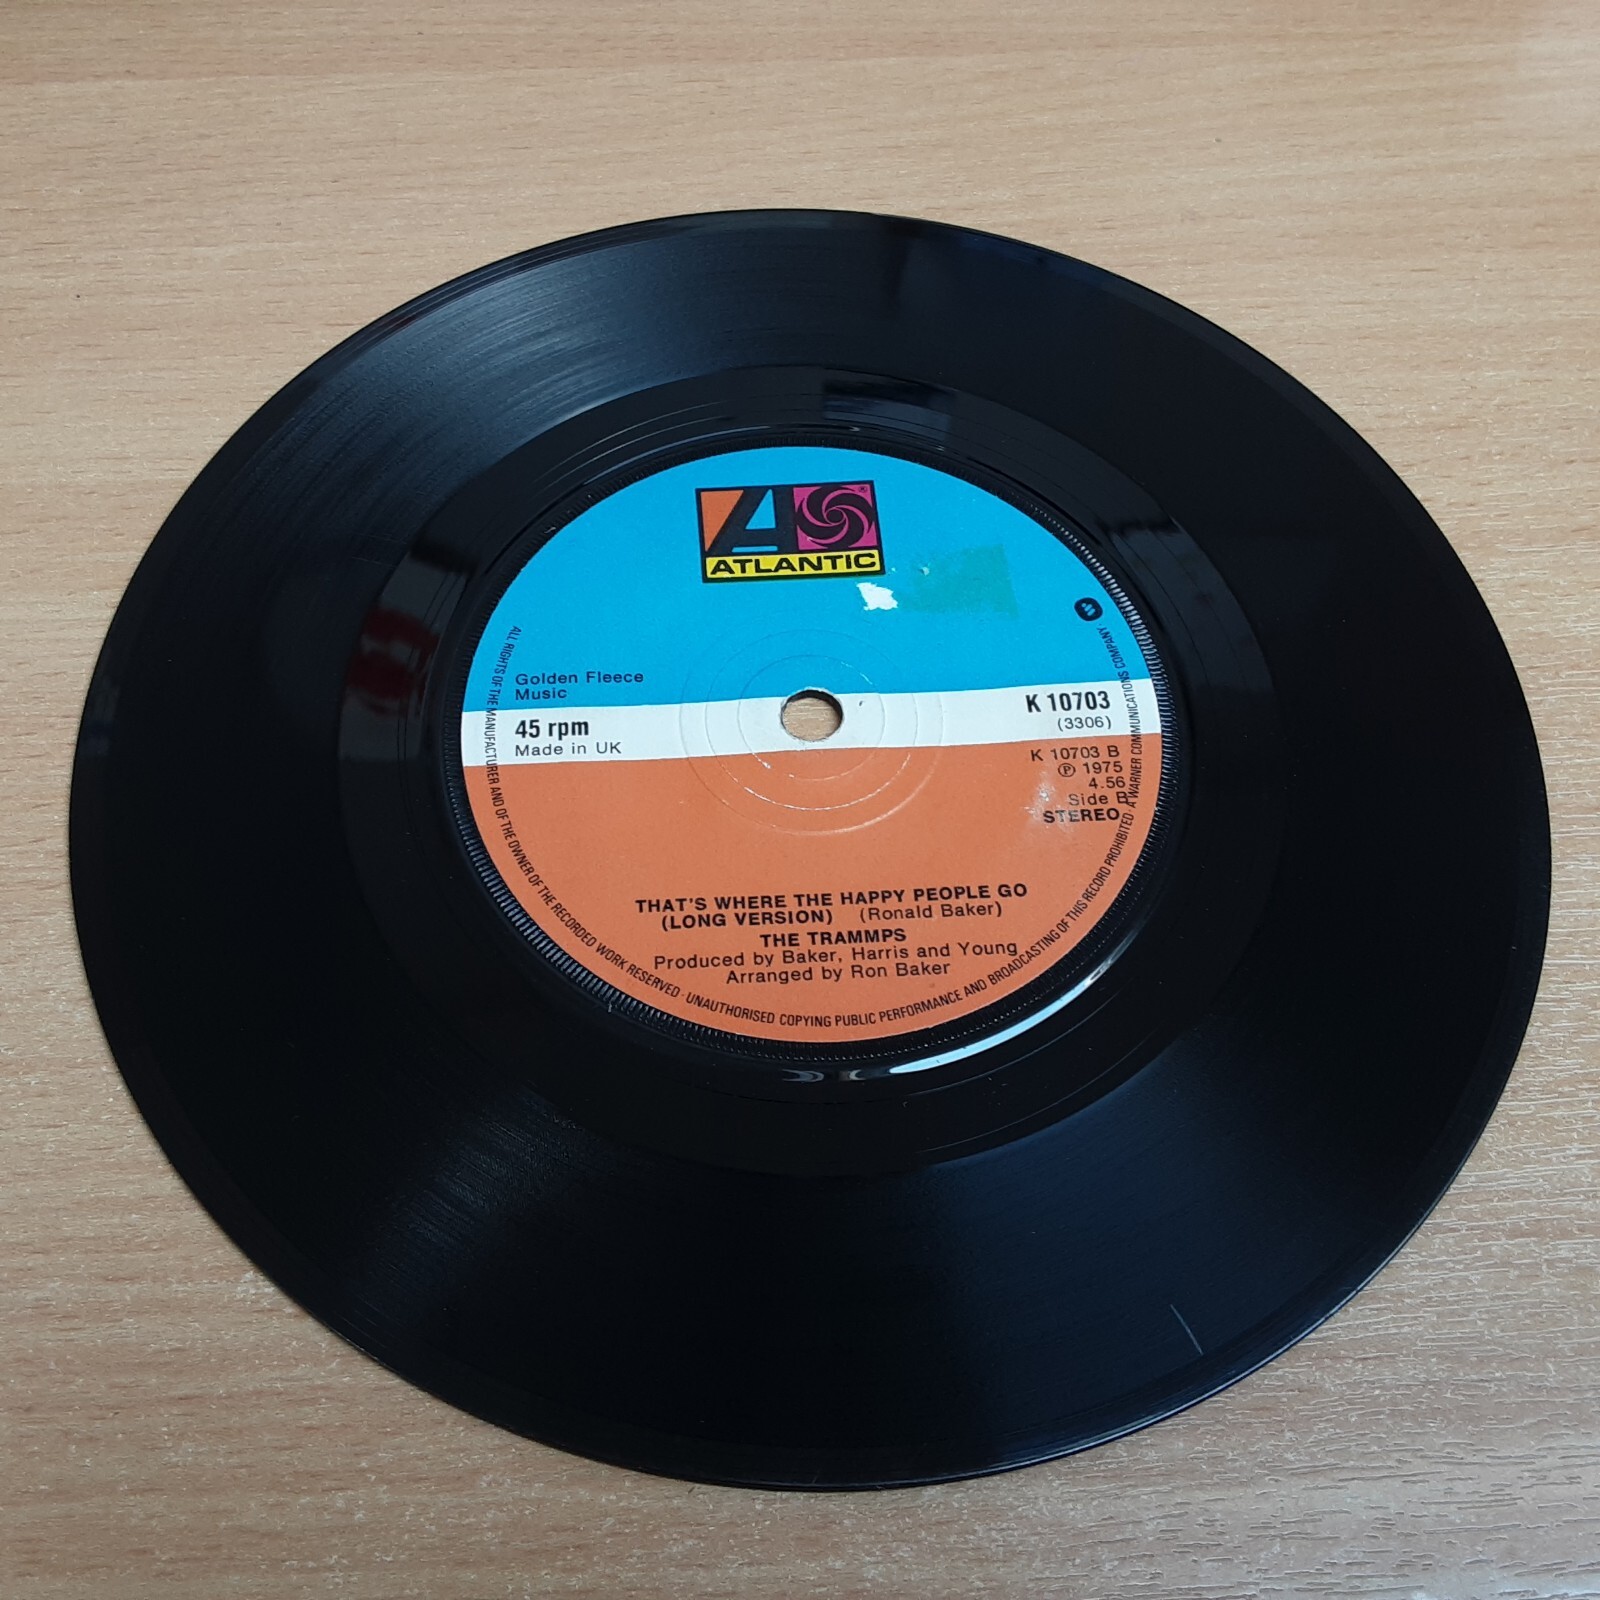 ATLANTIC
Golden Fleece
Music
45 rpm
Made in UK
K 10703
(3306)
K 10703 B
Ⓟ 1975
4.56
Side B
STEREO
THAT'S WHERE THE HAPPY PEOPLE GO
(LONG VERSION) (Ronald Baker)
THE TRAMMPS
Produced by Baker, Harris and Young
Arranged by Ron Baker
ALL RIGHTS OF THE MANUFACTURER AND OF THE OWNER OF THE RECORDED WORK RESERVED · UNAUTHORISED COPYING PUBLIC PERFORMANCE AND BROADCASTING OF THIS RECORD PROHIBITED · A WARNER COMMUNICATIONS COMPANY